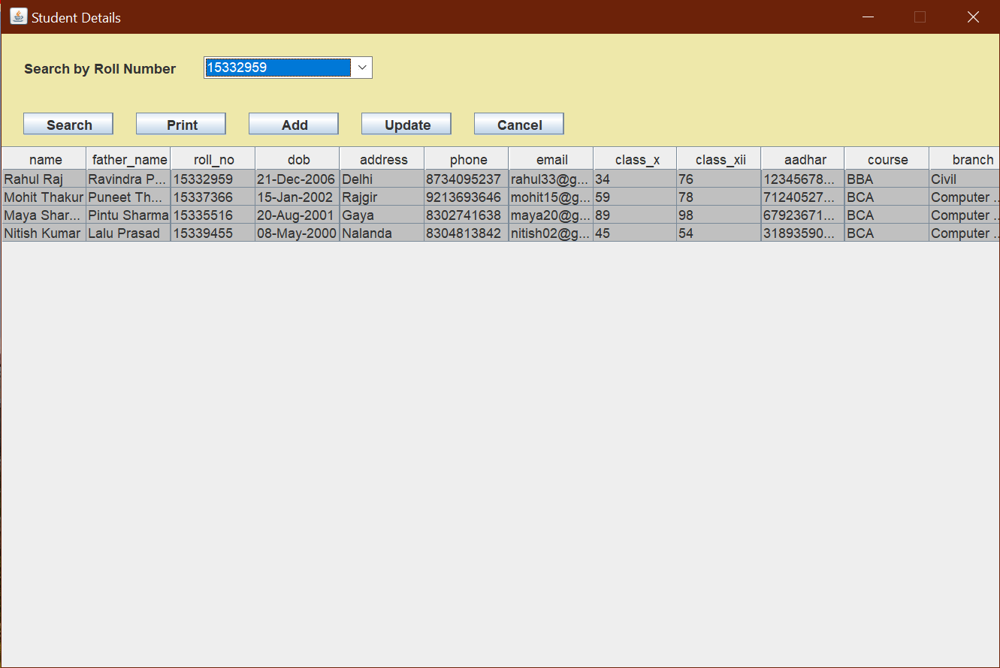 Student Details
Search by Roll Number 15332959
Search Print Add Update Cancel
name father_name roll_no dob address phone email class_x class_xii aadhar course branch
Rahul Raj Ravindra P... 15332959 21-Dec-2006 Delhi 8734095237 rahul33@g... 34 76 12345678... BBA Civil
Mohit Thakur Puneet Th... 15337366 15-Jan-2002 Rajgir 9213693646 mohit15@g... 59 78 71240527... BCA Computer ..
Maya Shar... Pintu Sharma 15335516 20-Aug-2001 Gaya 8302741638 maya20@g... 89 98 67923671... BCA Computer ..
Nitish Kumar Lalu Prasad 15339455 08-May-2000 Nalanda 8304813842 nitish02@g... 45 54 31893590... BCA Computer ..